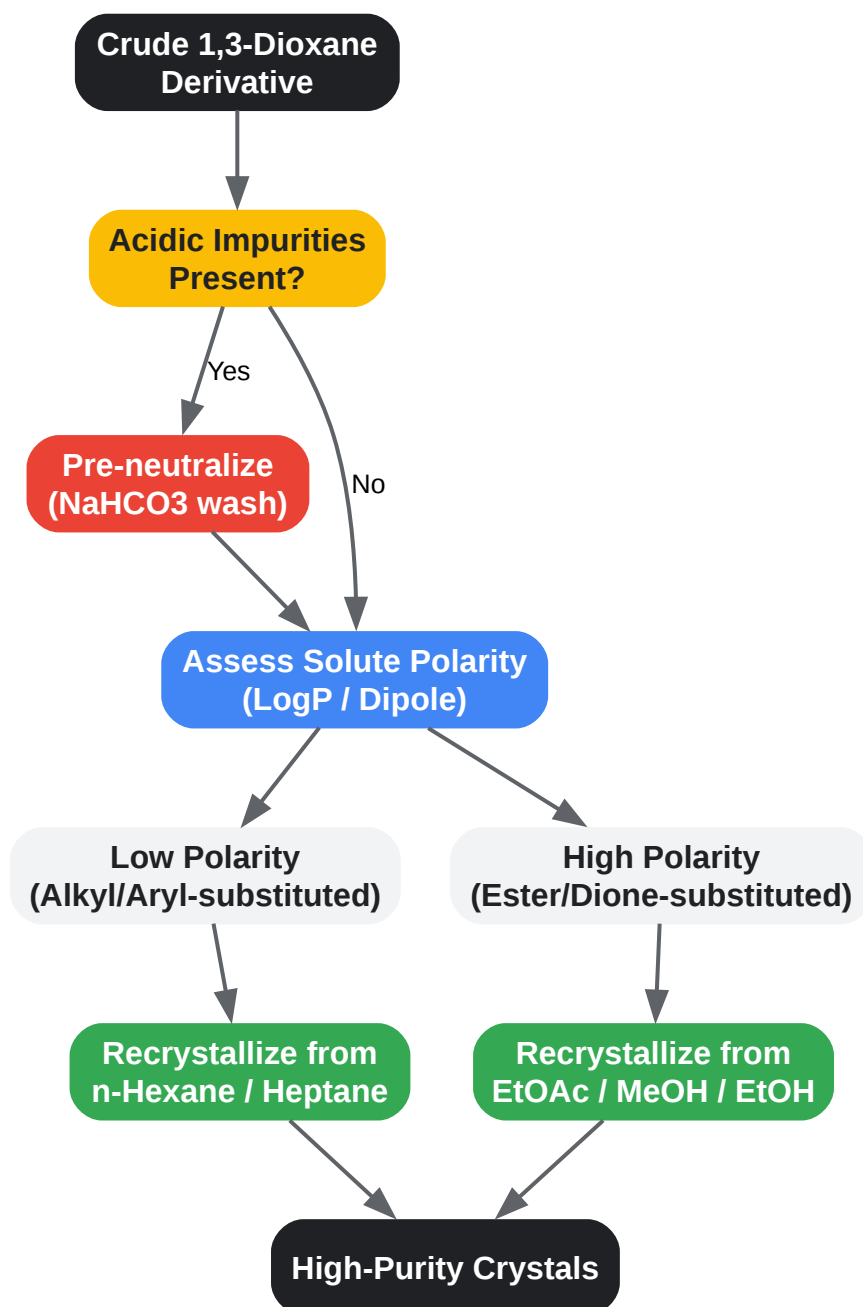 Crude 1,3-Dioxane
Derivative
Acidic Impurities
Present?
Yes
Pre-neutralize
(NaHCO3 wash)
No
Assess Solute Polarity
(LogP / Dipole)
Low Polarity
(Alkyl/Aryl-substituted)
High Polarity
(Ester/Dione-substituted)
Recrystallize from
n-Hexane / Heptane
Recrystallize from
EtOAc / MeOH / EtOH
High-Purity Crystals